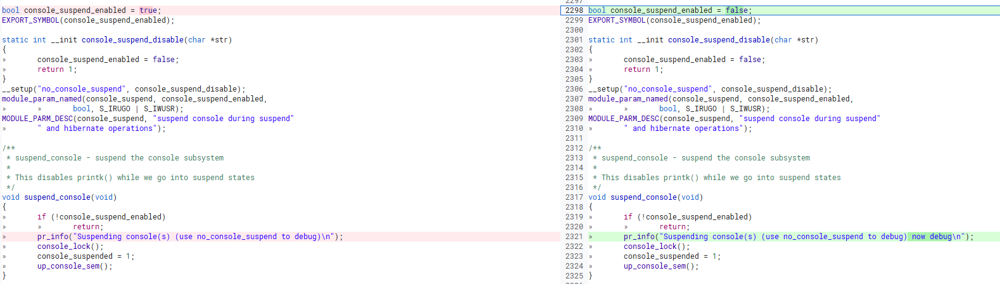 bool console_suspend_enabled = true;
EXPORT_SYMBOL(console_suspend_enabled);
static int __init console_suspend_disable(char *str)
{
» console_suspend_enabled = false;
» return 1;
}
__setup("no_console_suspend", console_suspend_disable);
module_param_named(console_suspend, console_suspend_enabled,
» » bool, S_IRUGO | S_IWUSR);
MODULE_PARM_DESC(console_suspend, "suspend console during suspend"
» " and hibernate operations");
/**
 * suspend_console - suspend the console subsystem
 *
 * This disables printk() while we go into suspend states
 */
void suspend_console(void)
{
» if (!console_suspend_enabled)
» » return;
» pr_info("Suspending console(s) (use no_console_suspend to debug)\n");
» console_lock();
» console_suspended = 1;
» up_console_sem();
}
2297
2298 bool console_suspend_enabled = false;
2299 EXPORT_SYMBOL(console_suspend_enabled);
2300
2301 static int __init console_suspend_disable(char *str)
2302 {
2303 » console_suspend_enabled = false;
2304 » return 1;
2305 }
2306 __setup("no_console_suspend", console_suspend_disable);
2307 module_param_named(console_suspend, console_suspend_enabled,
2308 » » bool, S_IRUGO | S_IWUSR);
2309 MODULE_PARM_DESC(console_suspend, "suspend console during suspend"
2310 » " and hibernate operations");
2311
2312 /**
2313  * suspend_console - suspend the console subsystem
2314  *
2315  * This disables printk() while we go into suspend states
2316  */
2317 void suspend_console(void)
2318 {
2319 » if (!console_suspend_enabled)
2320 » » return;
2321 » pr_info("Suspending console(s) (use no_console_suspend to debug) now debug\n");
2322 » console_lock();
2323 » console_suspended = 1;
2324 » up_console_sem();
2325 }